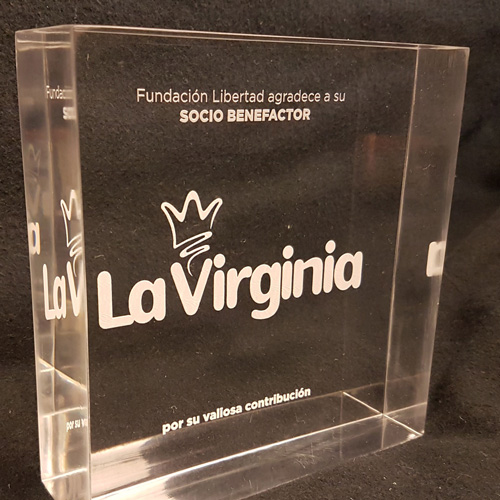 Fundación Libertad agradece a su
SOCIO BENEFACTOR
La Virginia
por su valiosa contribución